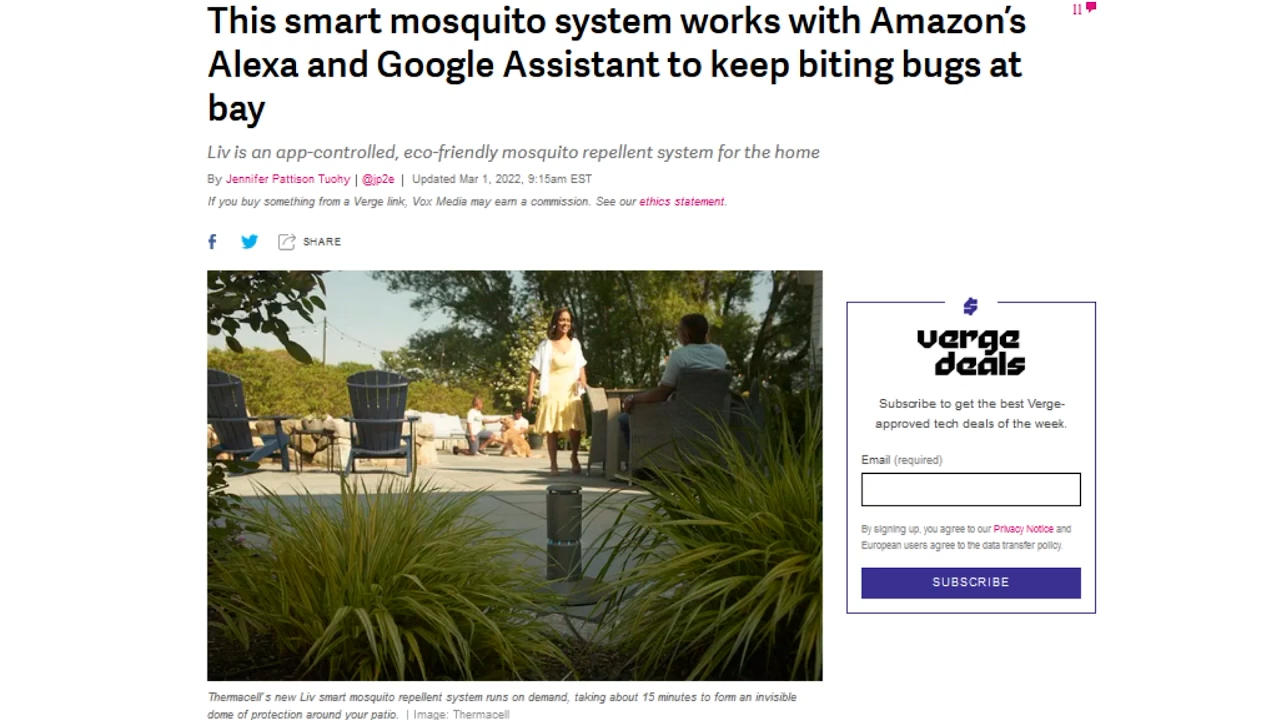 This smart mosquito system works with Amazon's
Alexa and Google Assistant to keep biting bugs at
bay
11
Liv is an app-controlled, eco-friendly mosquito repellent system for the home
By Jennifer Pattison Tuohy | @jp2e | Updated Mar 1, 2022, 9:15am EST
If you buy something from a Verge link, Vox Media may earn a commission. See our ethics statement.
SHARE
verge
deals
Subscribe to get the best Verge-
approved tech deals of the week.
Email (required)
By signing up, you agree to our Privacy Notice and
European users agree to the data transfer policy.
SUBSCRIBE
Thermacell's new Liv smart mosquito repellent system runs on demand, taking about 15 minutes to form an invisible
dome of protection around your patio. | Image: Thermacell